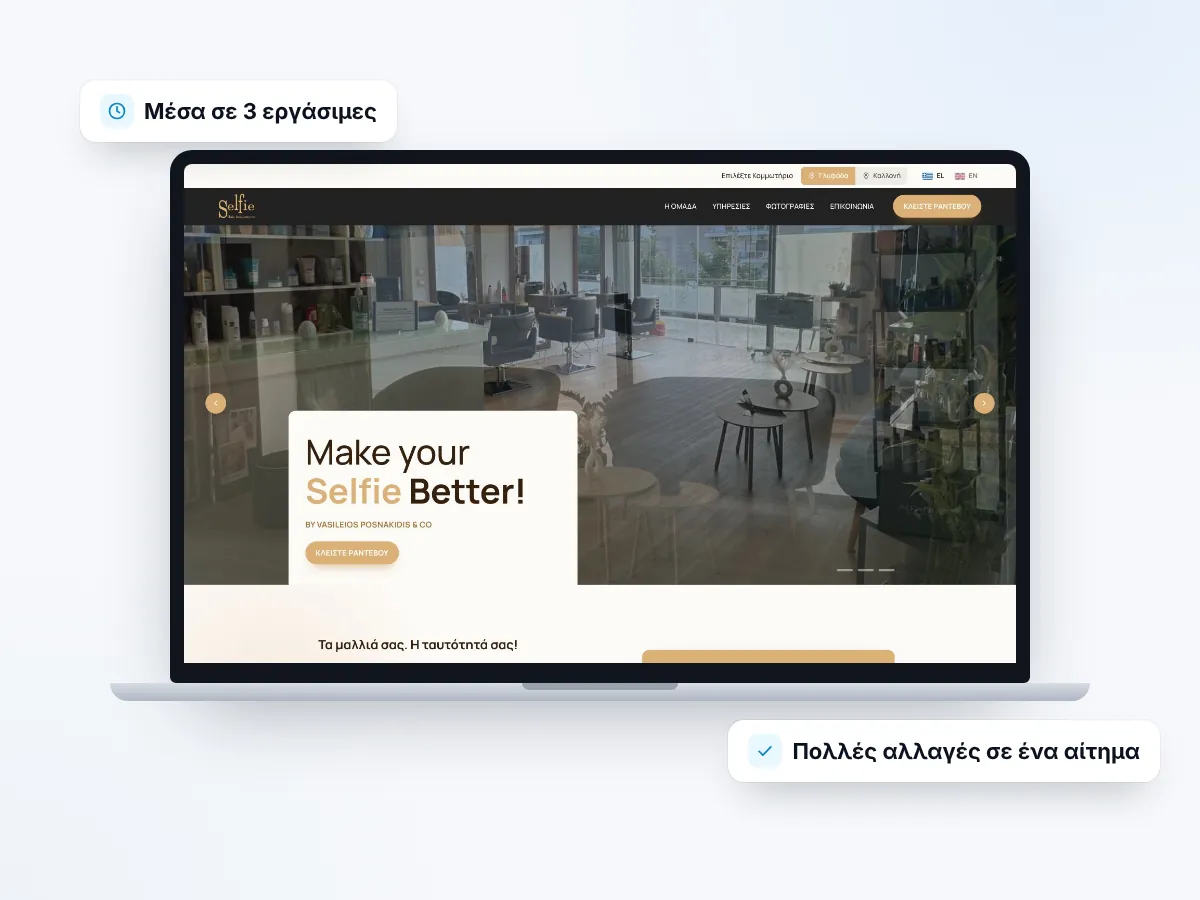 Μέσα σε 3 εργάσιμες
Επιλέξτε Κομμωτήριο
Γλυφάδα
Καλλονή
EL
EN
Selfie
Η ΟΜΑΔΑ
ΥΠΗΡΕΣΙΕΣ
ΦΩΤΟΓΡΑΦΙΕΣ
ΕΠΙΚΟΙΝΩΝΙΑ
ΚΛΕΙΣΤΕ ΡΑΝΤΕΒΟΥ
Make your
Selfie Better!
BY VASILEIOS POSNAKIDIS & CO
ΚΛΕΙΣΤΕ ΡΑΝΤΕΒΟΥ
Τα μαλλιά σας. Η ταυτότητά σας!
Πολλές αλλαγές σε ένα αίτημα